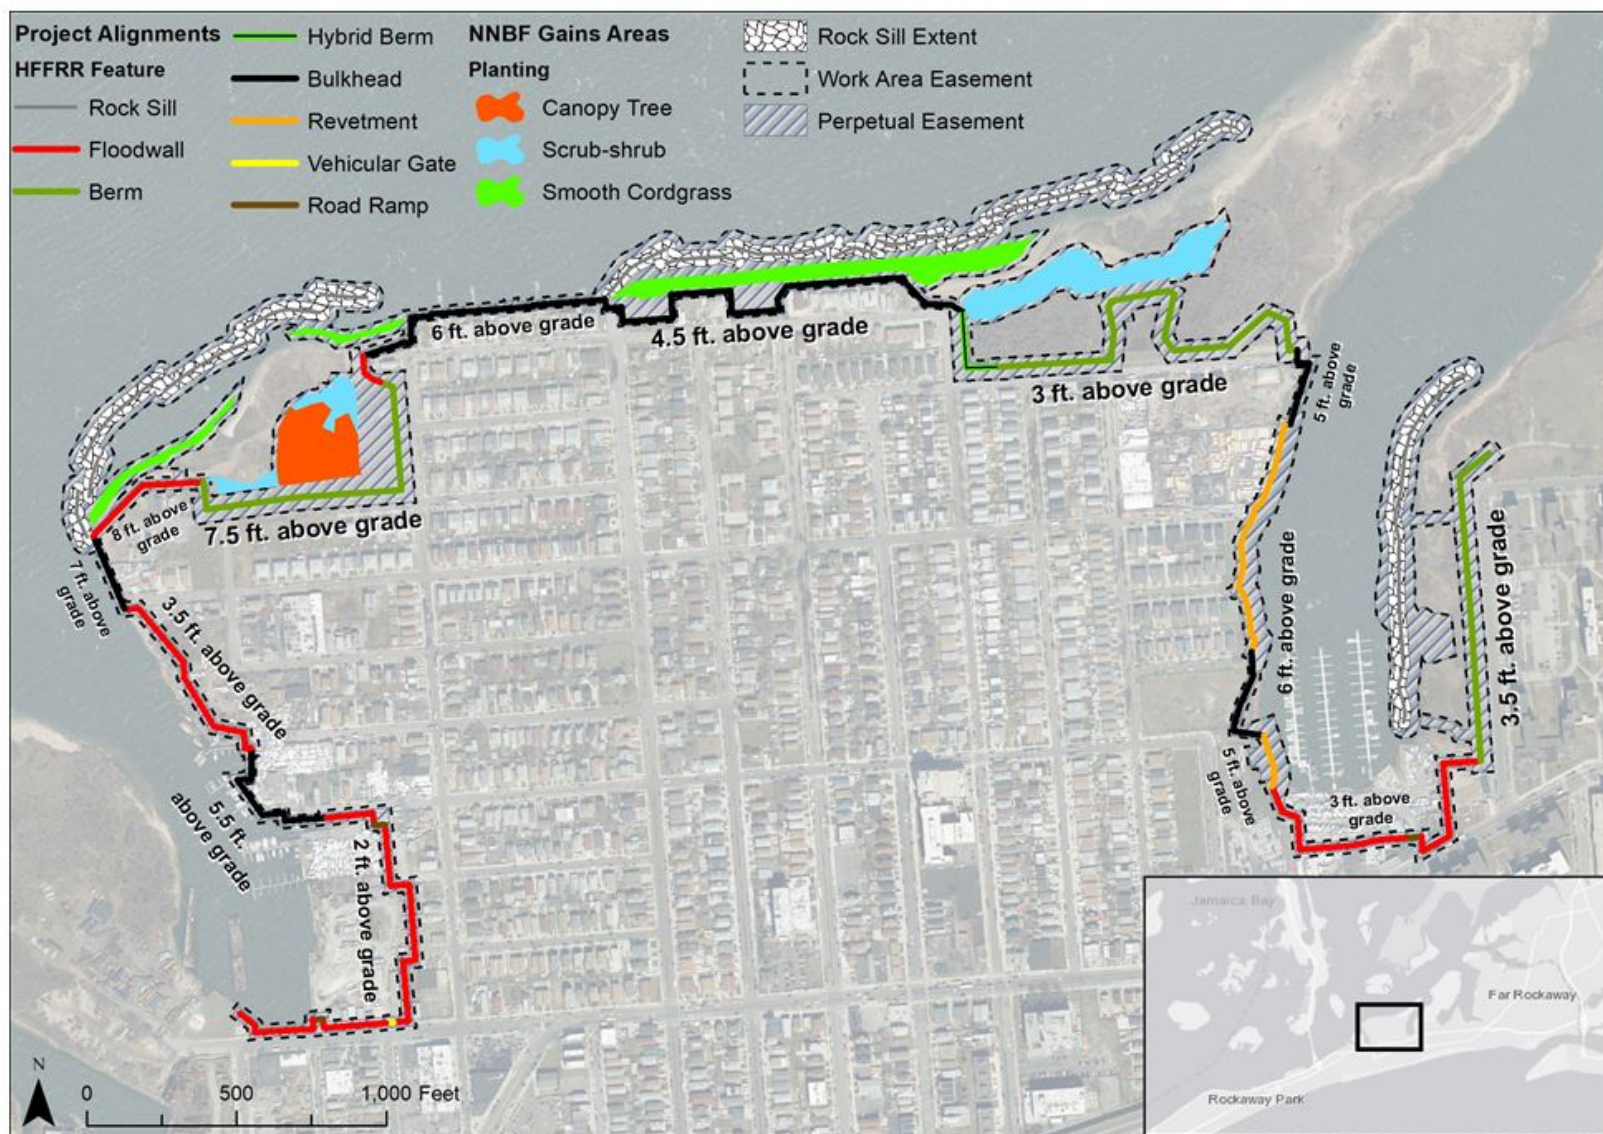 Project Alignments
HFFRR Feature
Rock Sill
Floodwall
Berm
Hybrid Berm
Bulkhead
Revetment
Vehicular Gate
Road Ramp
NNBF Gains Areas
Planting
Canopy Tree
Scrub-shrub
Smooth Cordgrass
Rock Sill Extent
Work Area Easement
Perpetual Easement
6 ft. above grade
4.5 ft. above grade
3 ft. above grade
5 ft. above
grade
8 ft. above
grade
7.5 ft. above grade
7 ft. above
grade
3.5 ft. above grade
6 ft. above grade
3.5 ft. above grade
5.5 ft.
above grade
2 ft. above grade
5 ft. above
grade
3 ft. above
grade
N
0 500 1,000 Feet
Jamaica Bay
Far Rockaway
Rockaway Park